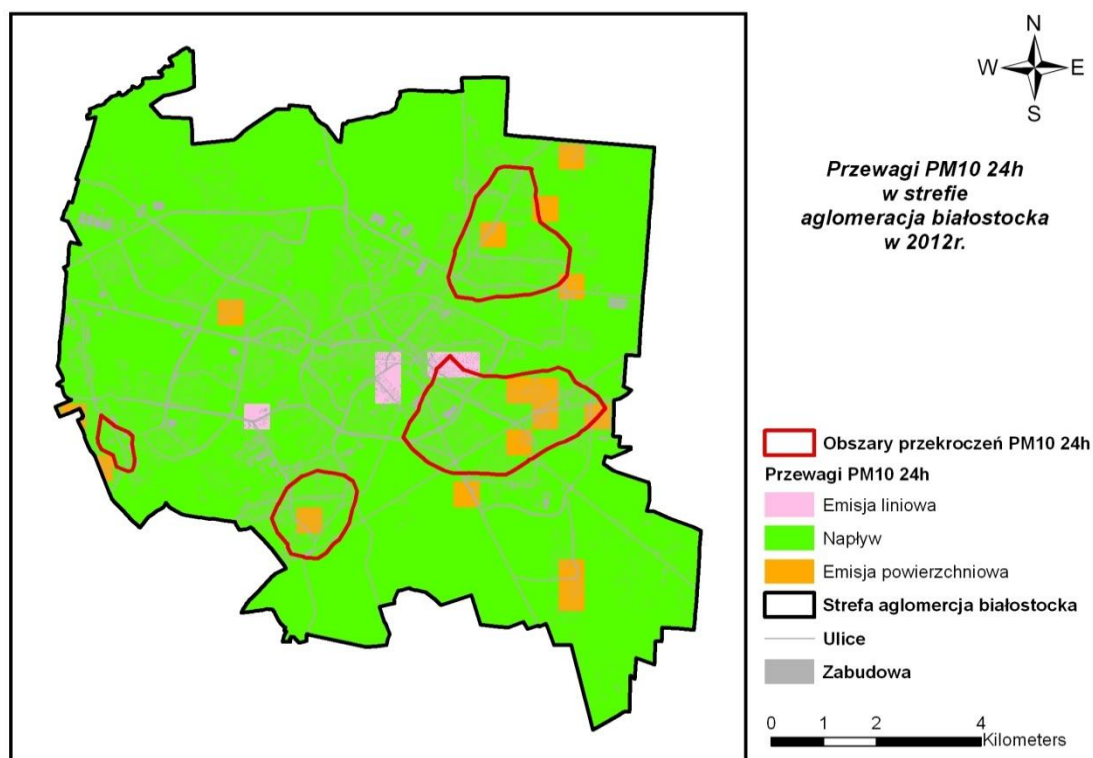 N
W E
S
Przewagi PM10 24h
w strefie
aglomeracja białostocka
w 2012r.
Obszary przekroczeń PM10 24h
Przewagi PM10 24h
Emisja liniowa
Napływ
Emisja powierzchniowa
Strefa aglomercja białostocka
Ulice
Zabudowa
0 1 2 4
Kilometers